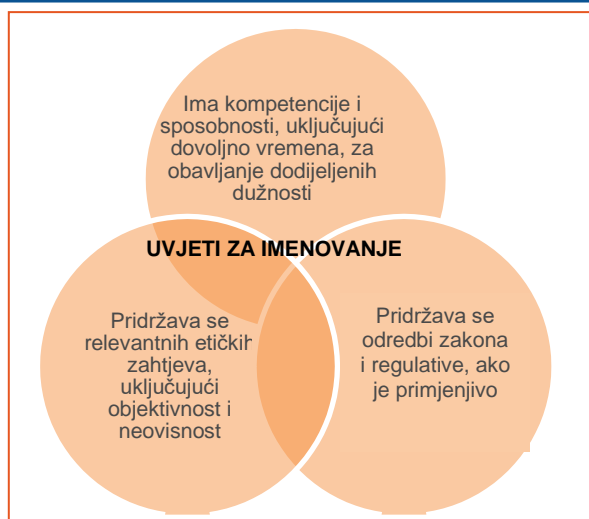 Ima kompetencije i
sposobnosti, uključujući
dovoljno vremena, za
obavljanje dodijeljenih
dužnosti
UVJETI ZA IMENOVANJE
Pridržava se
relevantnih etičkih
zahtjeva,
uključujući
objektivnost i
neovisnost
Pridržava se
odredbi zakona
i regulative, ako
je primjenjivo